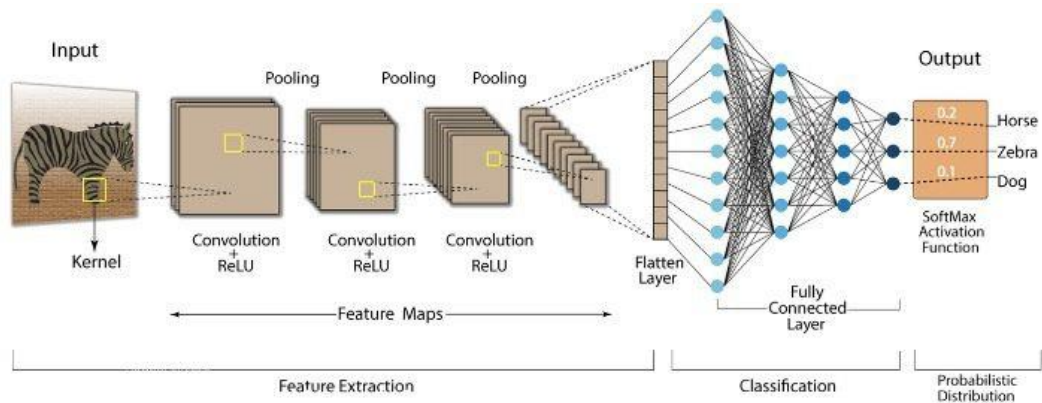 Input
Pooling
Pooling
Pooling
Output
0.2
Horse
0.7
Zebra
0.1
Dog
Kernel
Convolution
+
ReLU
Convolution
+
ReLU
Convolution
+
ReLU
Flatten
Layer
SoftMax
Activation
Function
Feature Maps
Fully
Connected
Layer
Feature Extraction
Classification
Probabilistic
Distribution